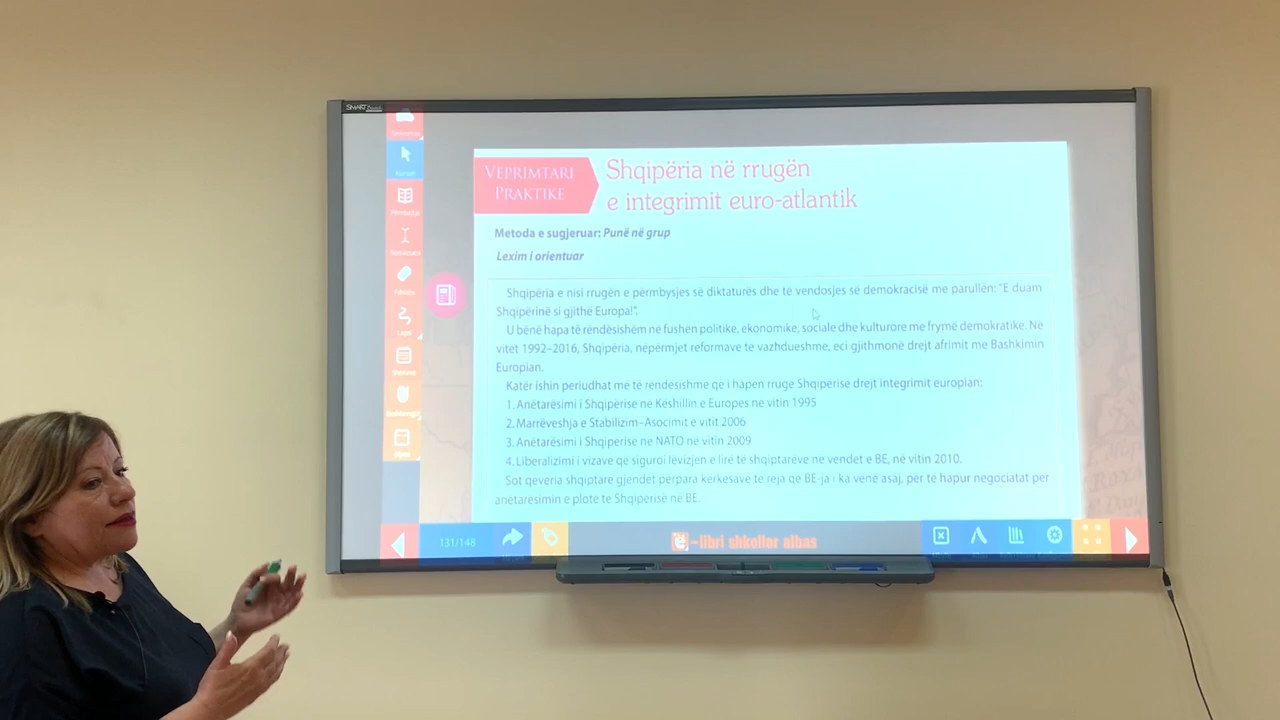 SMART
VEPRIMTARI
PRAKTIKE
Shqipëria në rrugën
e integrimit euro-atlantik
Metoda e sugjeruar: Punë në grup
Lexim i orientuar
Shqipëria e nisi rrugën e përmbysjes së diktaturës dhe të vendosjes së demokracisë me parullën: "E duam
Shqipërinë si gjithë Europa!".
U bënë hapa të rëndësishëm në fushën politike, ekonomike, sociale dhe kulturore me frymë demokratike. Në
vitet 1992–2016, Shqipëria, nëpërmjet reformave të vazhdueshme, eci gjithmonë drejt afrimit me Bashkimin
Europian.
Katër ishin periudhat më të rëndësishme që i hapën rrugë Shqipërisë drejt integrimit europian:
1. Anëtarësimi i Shqipërisë në Këshillin e Europës në vitin 1995
2. Marrëveshja e Stabilizim–Asocimit e vitit 2006
3. Anëtarësimi i Shqipërisë në NATO në vitin 2009
4. Liberalizimi i vizave që siguroi lëvizjen e lirë të shqiptarëve në vendet e BE, në vitin 2010.
Sot qeveria shqiptare gjendet përpara kërkesave të reja që BE-ja i ka vënë asaj, për të hapur negociatat për
anëtarësimin e plotë të Shqipërisë në BE.
131/148
e-libri shkollor albas